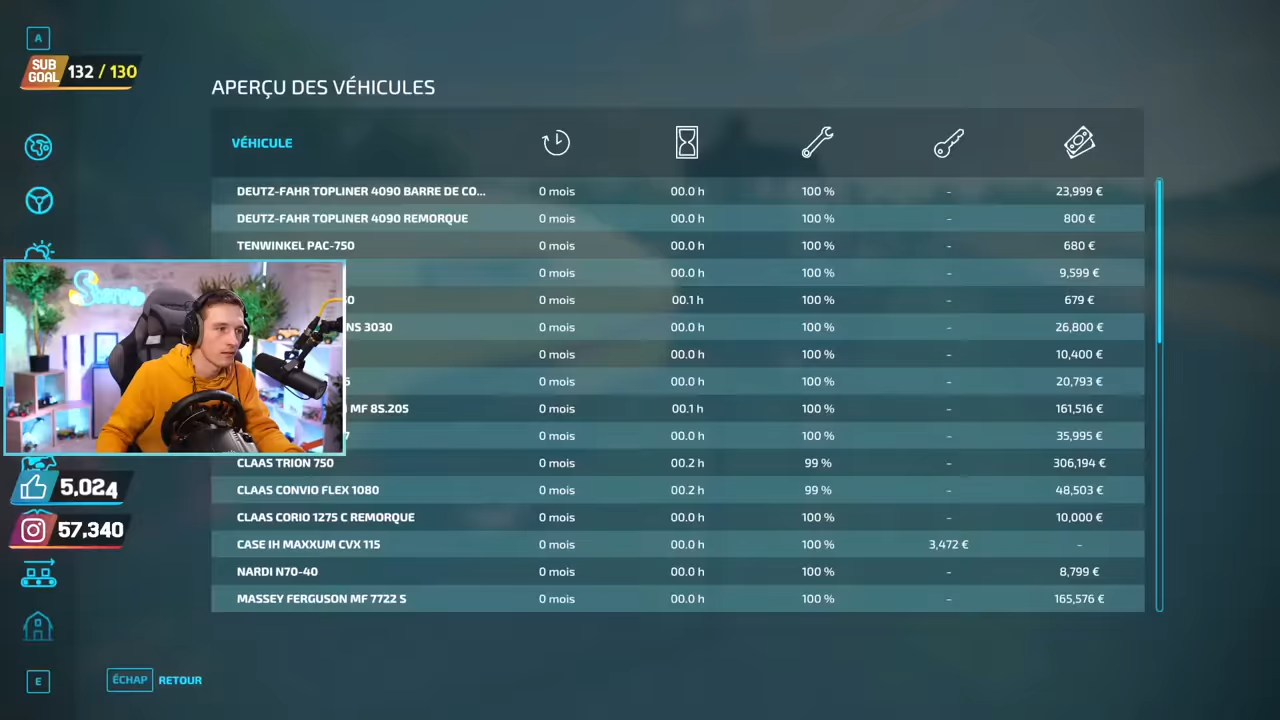 A
SUB GOAL 132 / 130
APERÇU DES VÉHICULES
VÉHICULE
DEUTZ-FAHR TOPLINER 4090 BARRE DE CO... 0 mois 00.0 h 100 % - 23,999 €
DEUTZ-FAHR TOPLINER 4090 REMORQUE 0 mois 00.0 h 100 % - 800 €
TENWINKEL PAC-750 0 mois 00.0 h 100 % - 680 €
0 mois 00.0 h 100 % - 9,599 €
0 mois 00.1 h 100 % - 679 €
NS 3030 0 mois 00.0 h 100 % - 26,800 €
0 mois 00.0 h 100 % - 10,400 €
0 mois 00.0 h 100 % - 20,793 €
MF 8S.205 0 mois 00.1 h 100 % - 161,516 €
0 mois 00.0 h 100 % - 35,995 €
CLAAS TRION 750 0 mois 00.2 h 99 % - 306,194 €
5,024
CLAAS CONVIO FLEX 1080 0 mois 00.2 h 99 % - 48,503 €
57,340
CLAAS CORIO 1275 C REMORQUE 0 mois 00.0 h 100 % - 10,000 €
CASE IH MAXXUM CVX 115 0 mois 00.0 h 100 % 3,472 € -
NARDI N70-40 0 mois 00.0 h 100 % - 8,799 €
MASSEY FERGUSON MF 7722 S 0 mois 00.0 h 100 % - 165,576 €
E
ÉCHAP RETOUR